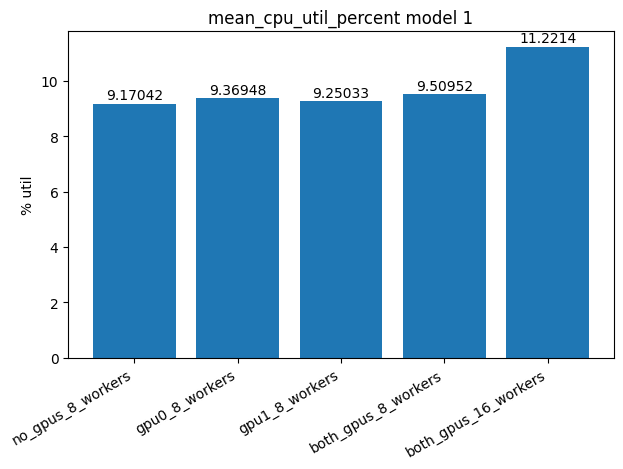 mean_cpu_util_percent model 1
% util
10
8
6
4
2
0
9.17042
9.36948
9.25033
9.50952
11.2214
no_gpus_8_workers
gpu0_8_workers
gpu1_8_workers
both_gpus_8_workers
both_gpus_16_workers